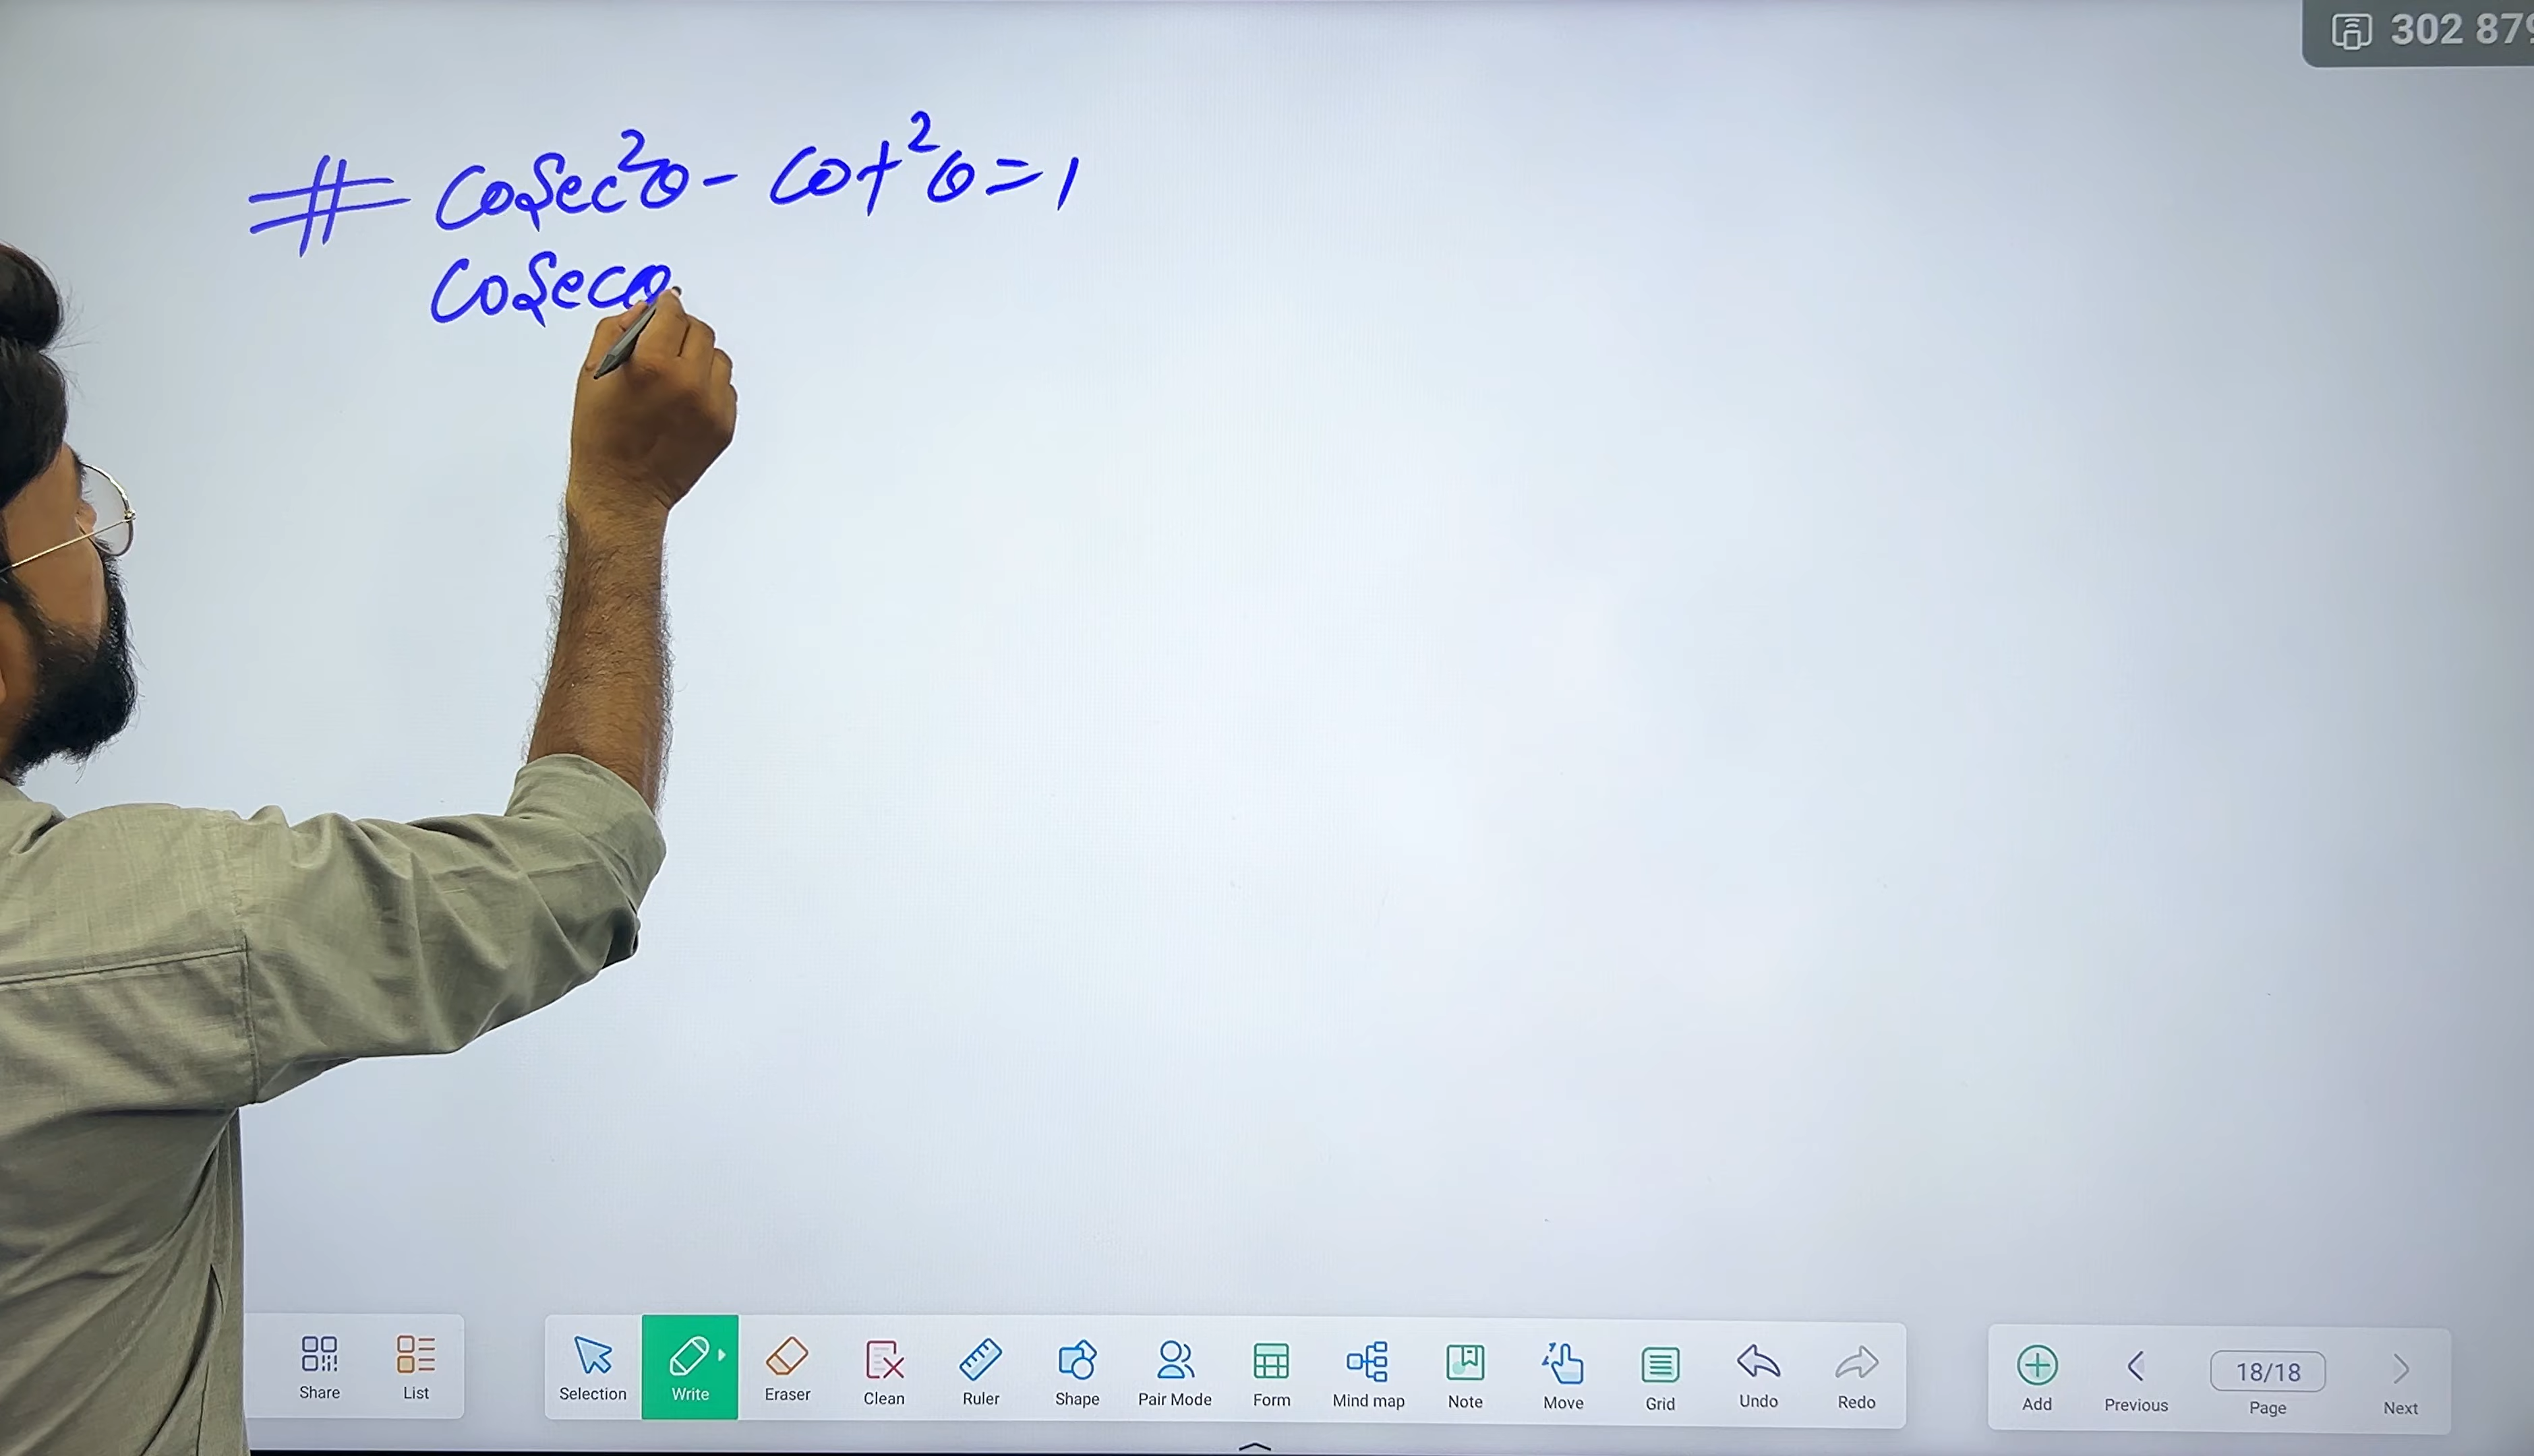 302 879
# Cosec²θ - Cot²θ = 1
Cosecθ
Share List Selection Write Eraser Clean Ruler Shape Pair Mode Form Mind map Note Move Grid Undo Redo Add Previous 18/18 Page Next